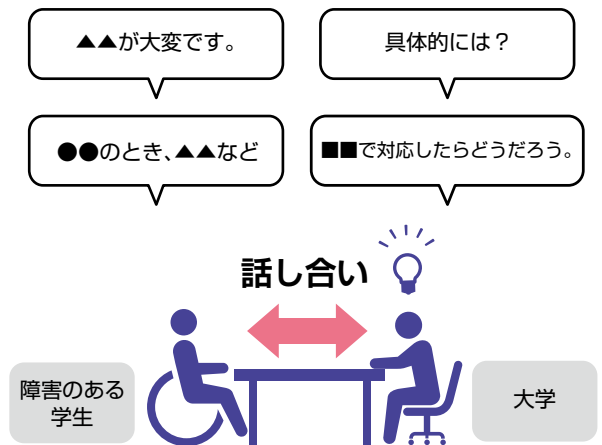 ▲▲が大変です。
具体的には？
●●のとき、▲▲など
■■で対応したらどうだろう。
話し合い
障害のある
学生
大学